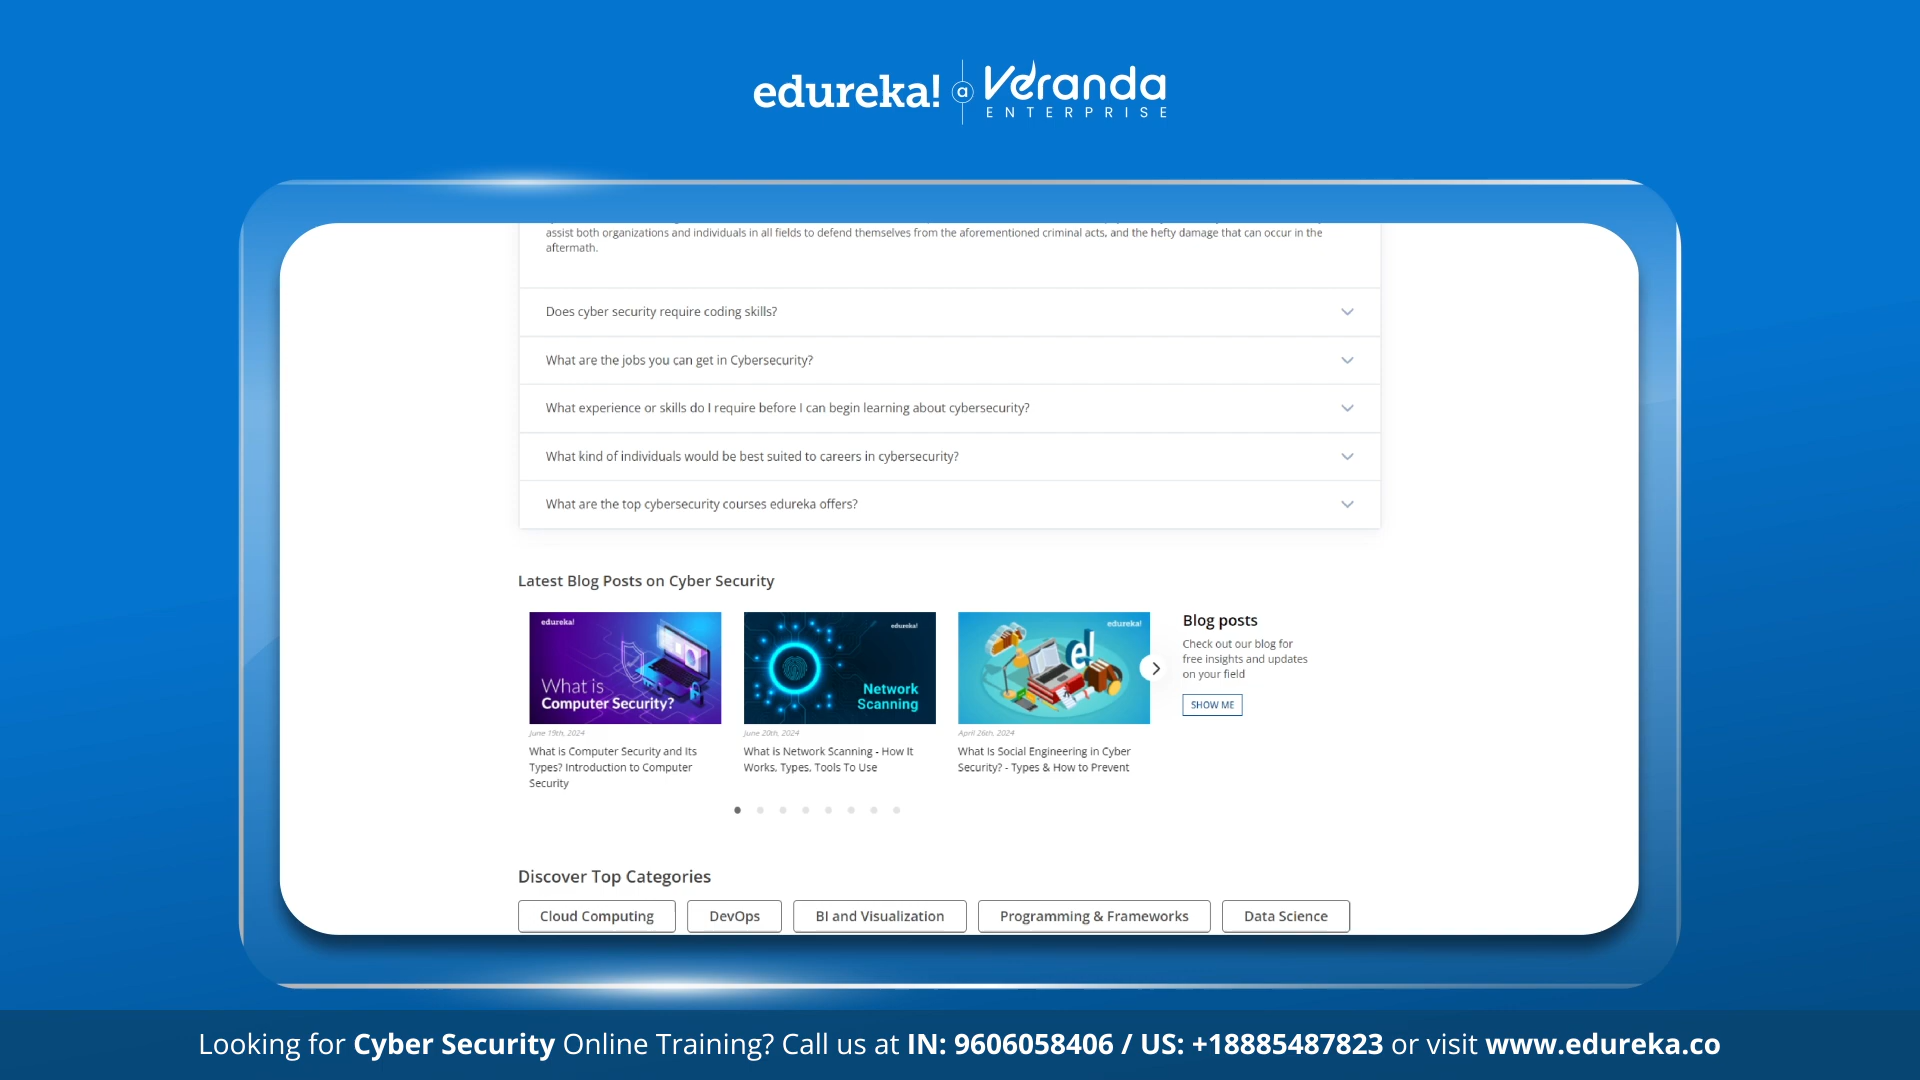 edureka! a Veranda
ENTERPRISE
assist both organizations and individuals in all fields to defend themselves from the aforementioned criminal acts, and the hefty damage that can occur in the
aftermath.
Does cyber security require coding skills?
What are the jobs you can get in Cybersecurity?
What experience or skills do I require before I can begin learning about cybersecurity?
What kind of individuals would be best suited to careers in cybersecurity?
What are the top cybersecurity courses edureka offers?
Latest Blog Posts on Cyber Security
edureka!
What is
Computer Security?
June 19th, 2024
What is Computer Security and Its
Types? Introduction to Computer
Security
edureka!
Network
Scanning
June 20th, 2024
What is Network Scanning - How It
Works, Types, Tools To Use
edureka!
e!
April 26th, 2024
What Is Social Engineering in Cyber
Security? - Types & How to Prevent
Blog posts
Check out our blog for
free insights and updates
on your field
SHOW ME
Discover Top Categories
Cloud Computing
DevOps
BI and Visualization
Programming & Frameworks
Data Science
Looking for Cyber Security Online Training? Call us at IN: 9606058406 / US: +18885487823 or visit www.edureka.co